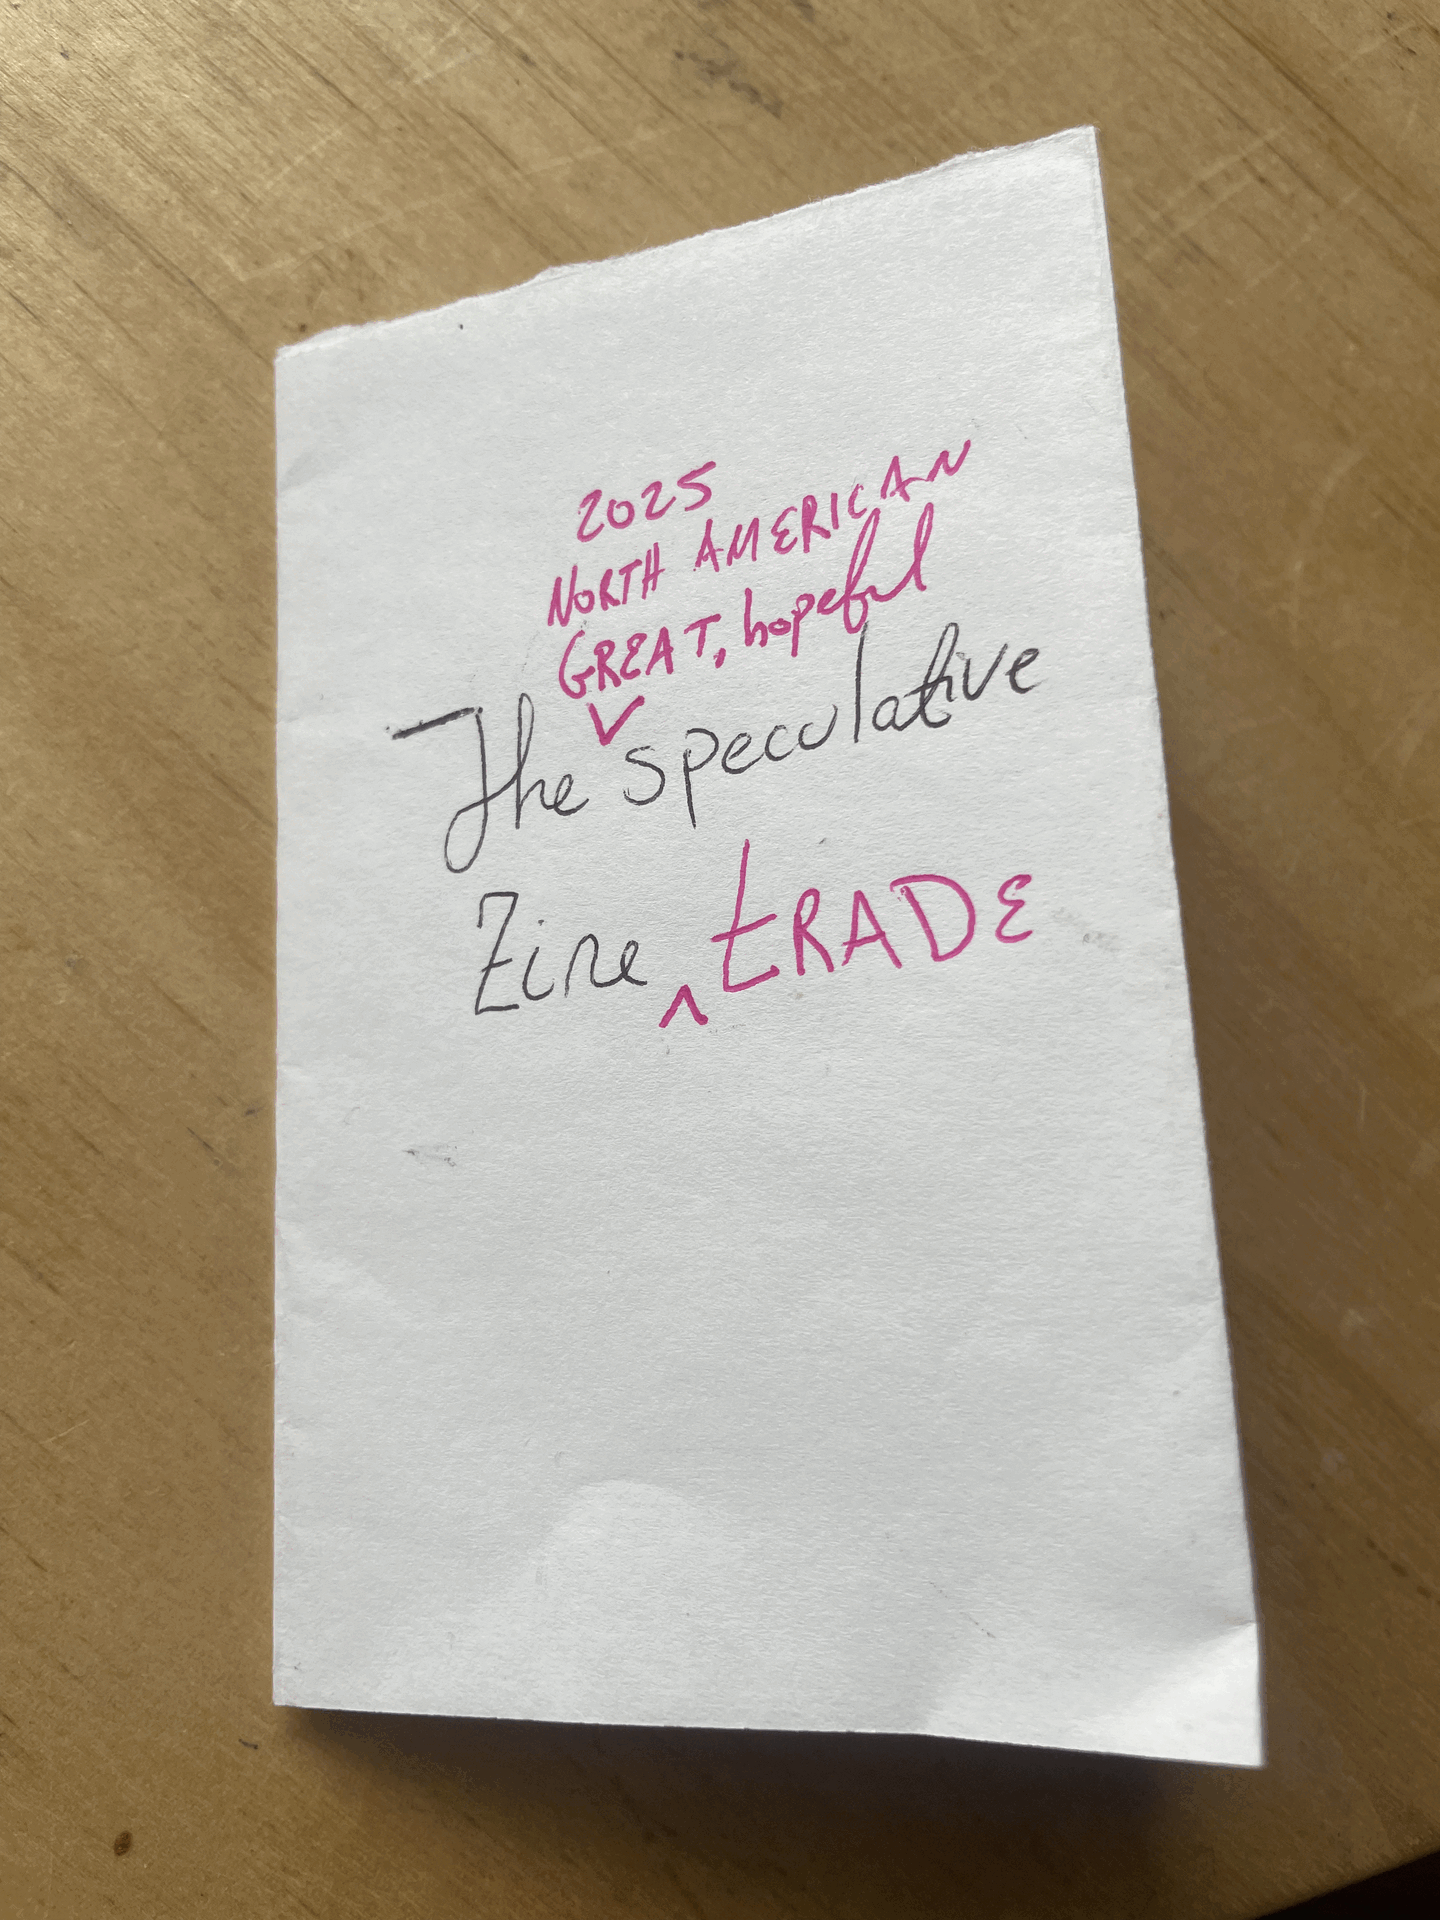 2025
NORTH AMERICAN
GREAT, hopeful
The speculative
Zine TRADE